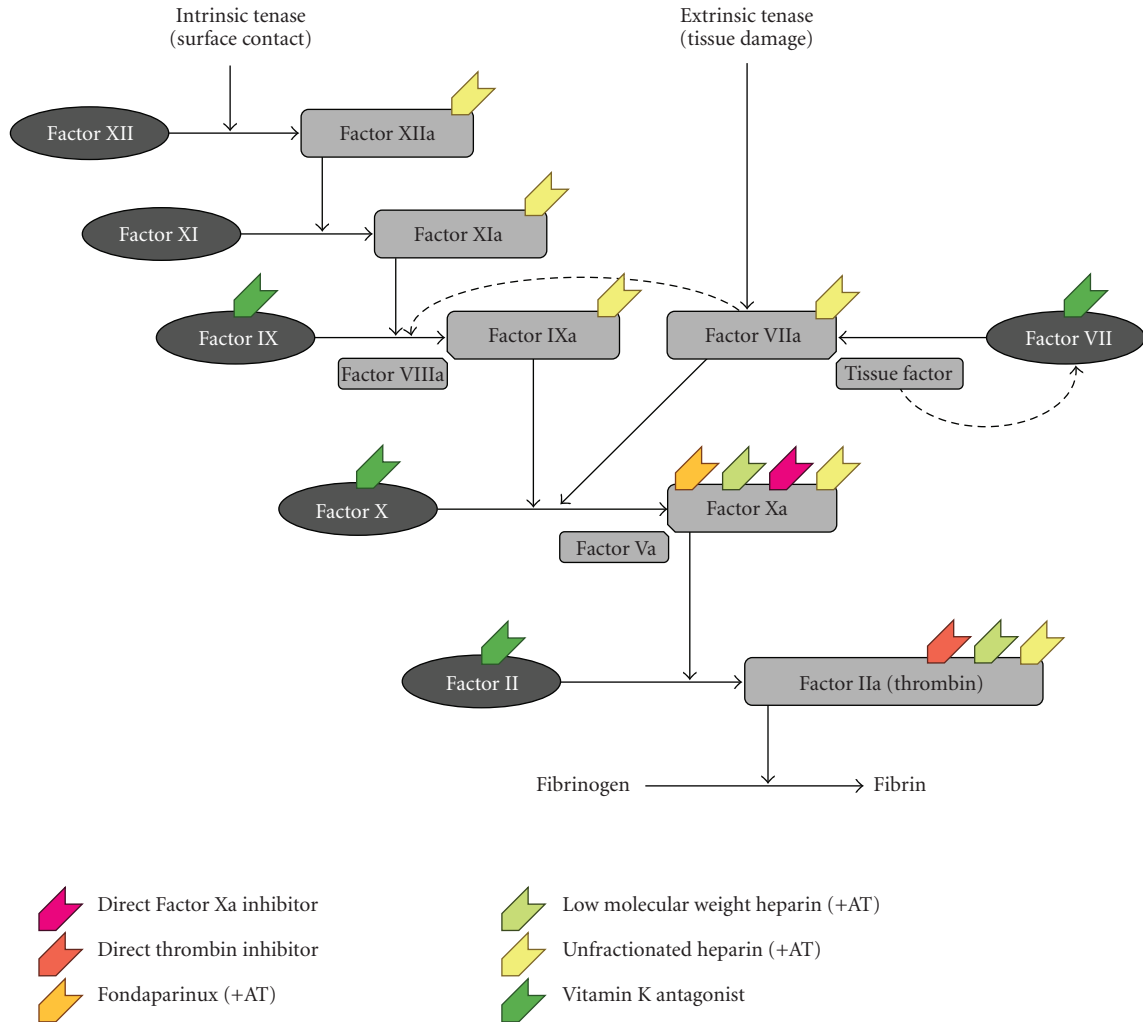 Intrinsic tenase
(surface contact)
Extrinsic tenase
(tissue damage)
Factor XII
Factor XIIa
Factor XI
Factor XIa
Factor IX
Factor IXa
Factor VIIa
Factor VII
Factor VIIIa
Tissue factor
Factor X
Factor Xa
Factor Va
Factor II
Factor IIa (thrombin)
Fibrinogen
Fibrin
Direct Factor Xa inhibitor
Direct thrombin inhibitor
Fondaparinux (+AT)
Low molecular weight heparin (+AT)
Unfractionated heparin (+AT)
Vitamin K antagonist